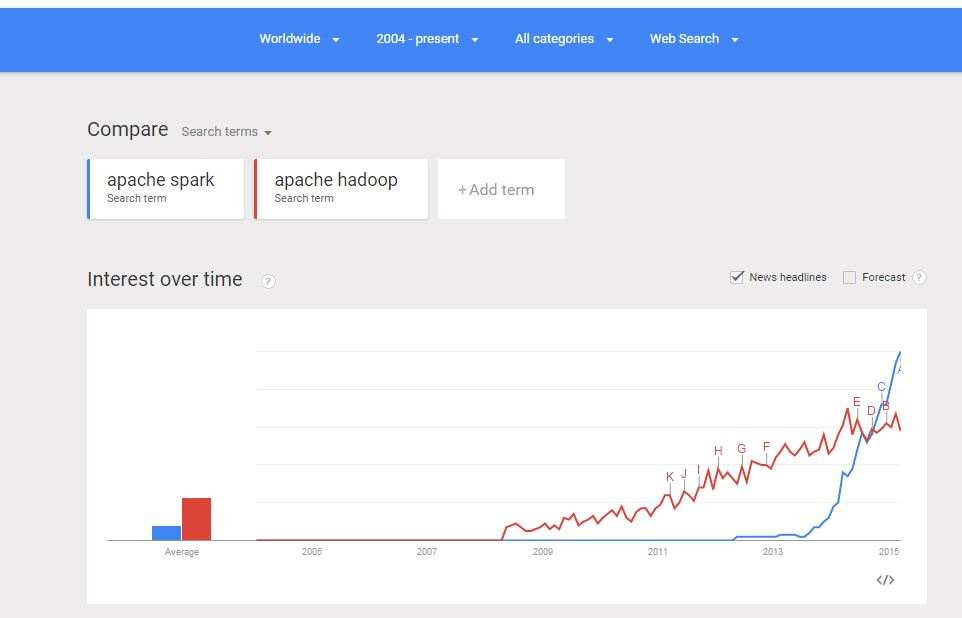 Worldwide 2004 - present All categories Web Search
Compare Search terms
apache spark apache hadoop +Add term
Search term Search term
Interest over time ?
News headlines Forecast ?
A
C
E D B
H G F
K J I
Average 2005 2007 2009 2011 2013 2015
</>